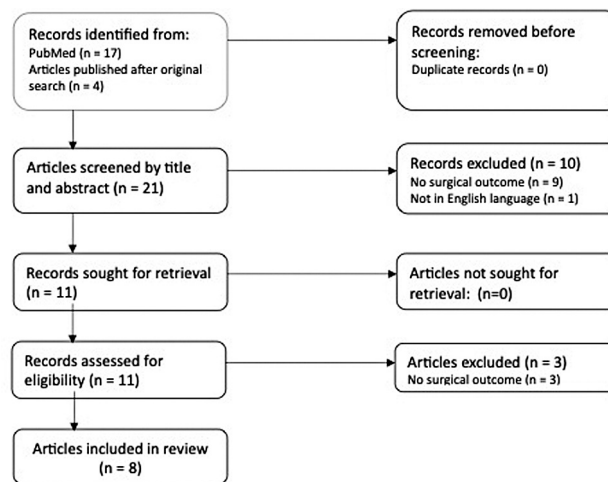 Records identified from:
PubMed (n = 17)
Articles published after original
search (n = 4)
Records removed before
screening:
Duplicate records (n = 0)
Articles screened by title
and abstract (n = 21)
Records excluded (n = 10)
No surgical outcome (n = 9)
Not in English language (n = 1)
Records sought for retrieval
(n = 11)
Articles not sought for
retrieval: (n=0)
Records assessed for
eligibility (n = 11)
Articles excluded (n = 3)
No surgical outcome (n = 3)
Articles included in review
(n = 8)